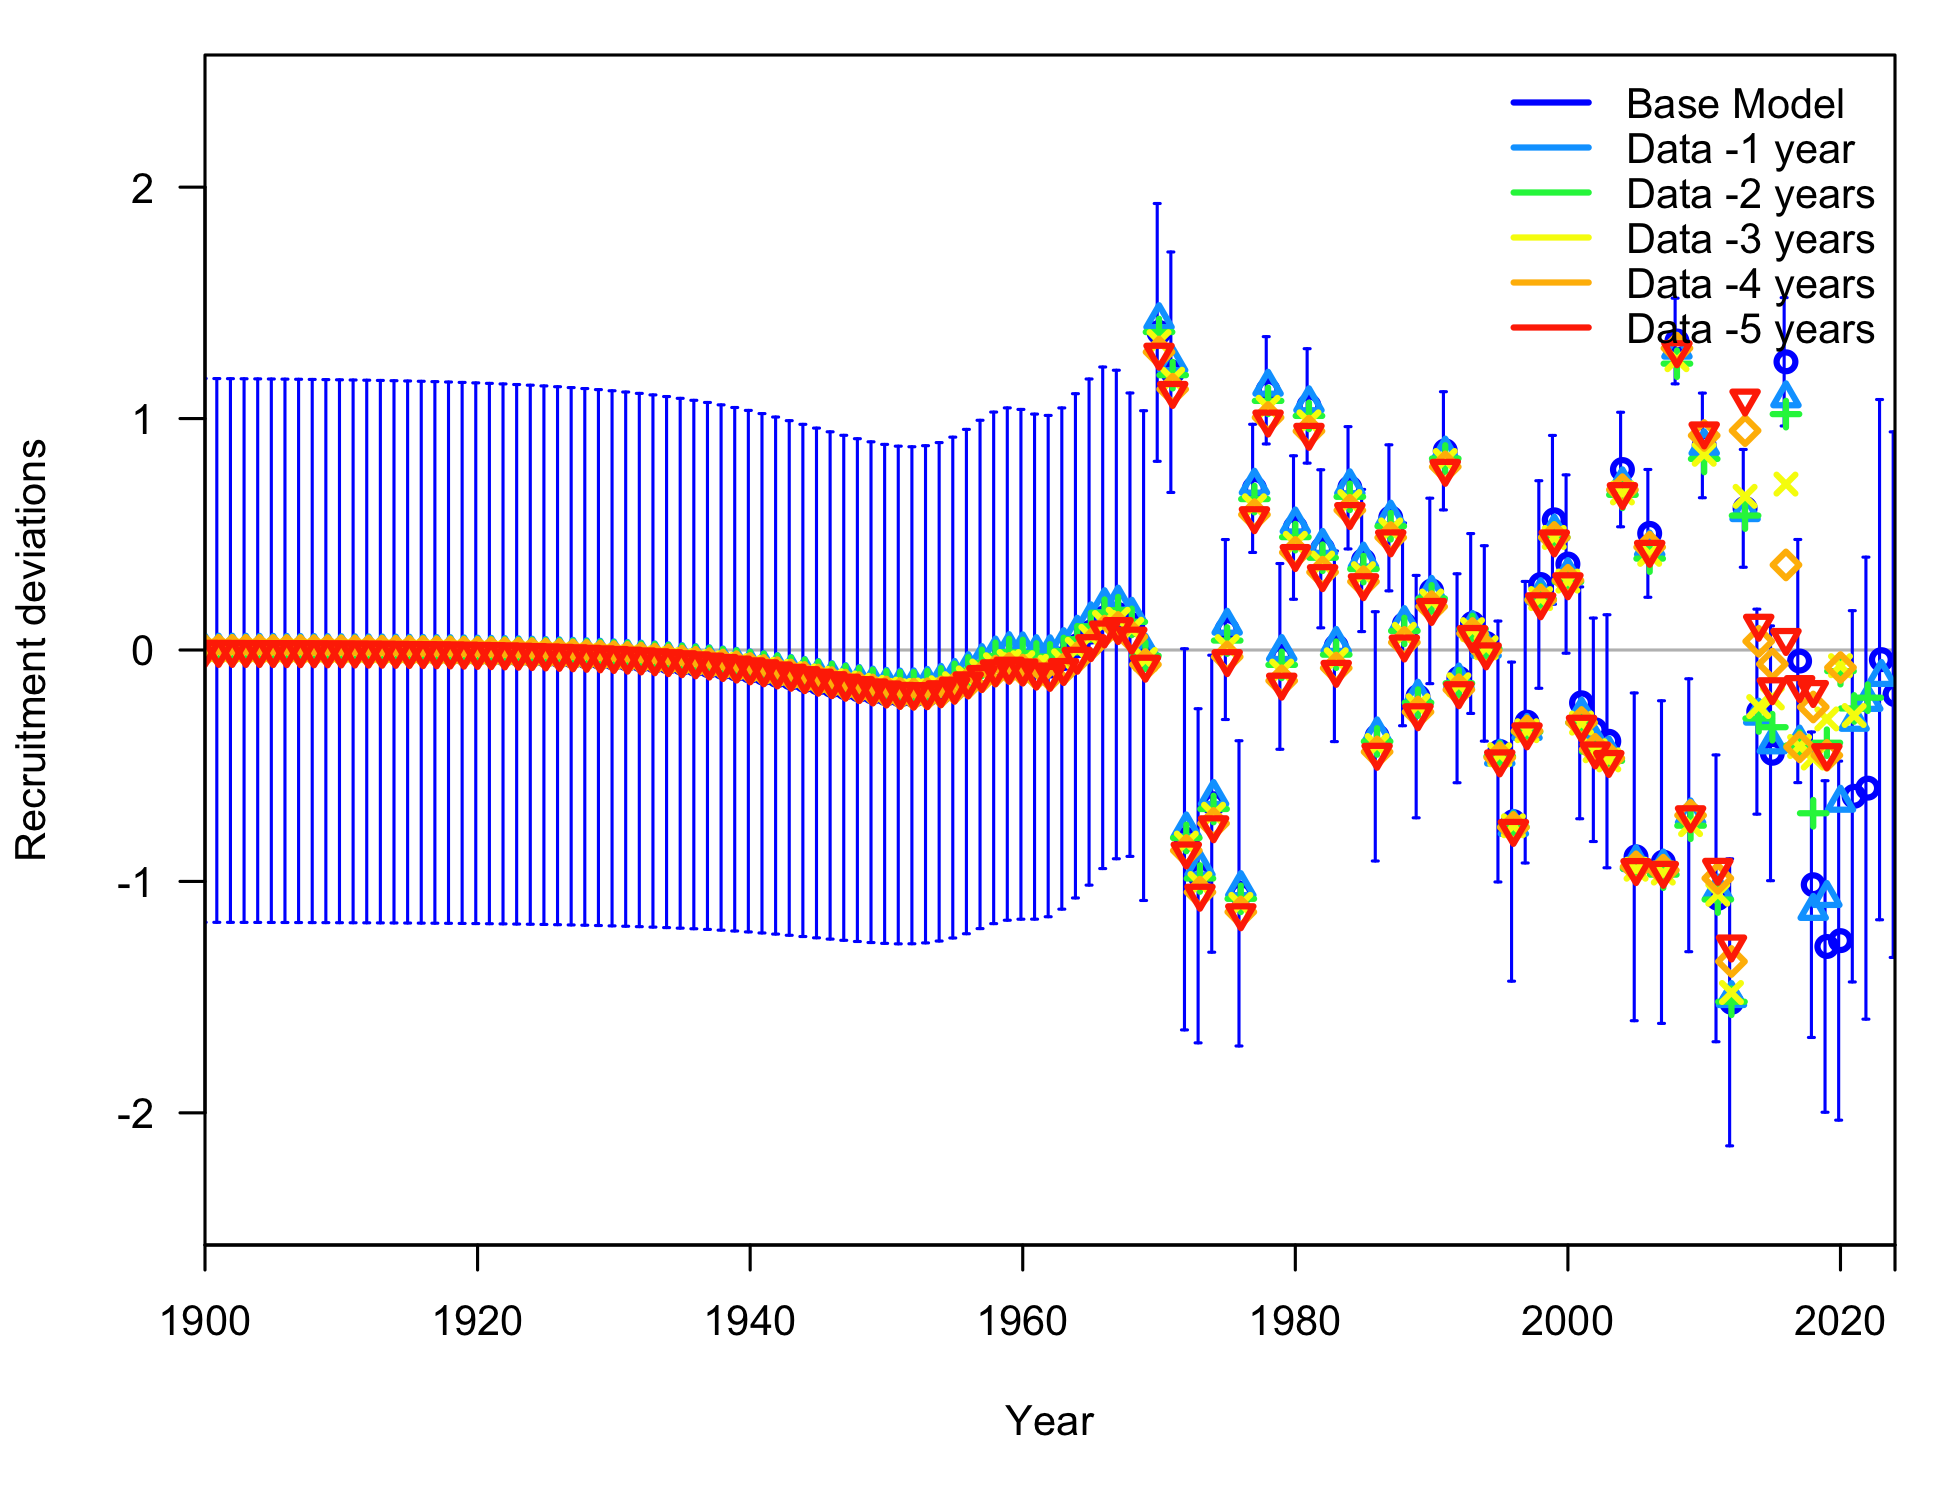 Base Model
Data -1 year
Data -2 years
Data -3 years
Data -4 years
Data -5 years
2
1
0
-1
-2
Recruitment deviations
1900 1920 1940 1960 1980 2000 2020
Year